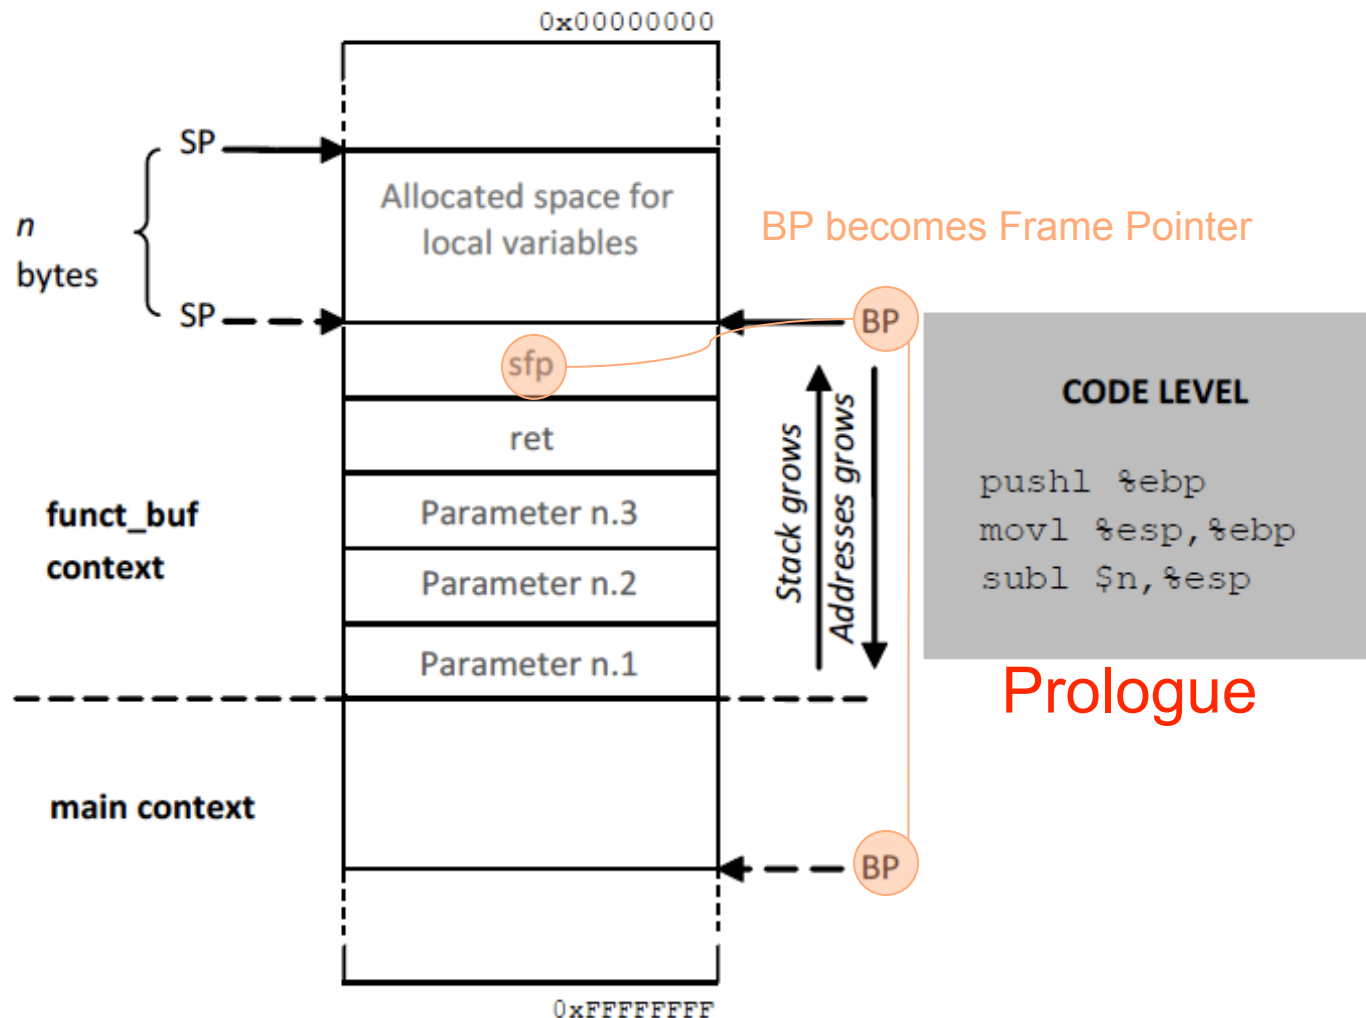 0x00000000
SP
Allocated space for
local variables
n
bytes
BP becomes Frame Pointer
SP
BP
sfp
CODE LEVEL
ret
Stack grows
Addresses grows
pushl %ebp
movl %esp,%ebp
subl $n,%esp
funct_buf
context
Parameter n.3
Parameter n.2
Parameter n.1
Prologue
main context
BP
0xFFFFFFFF